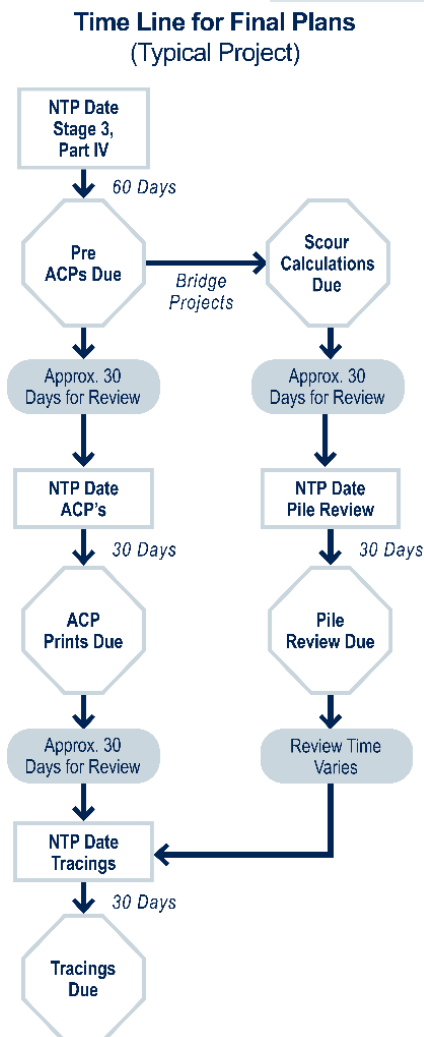 Time Line for Final Plans
(Typical Project)
NTP Date
Stage 3,
Part IV
60 Days
Pre
ACPs Due
Bridge
Projects
Scour
Calculations
Due
Approx. 30
Days for Review
Approx. 30
Days for Review
NTP Date
ACP's
NTP Date
Pile Review
30 Days
30 Days
ACP
Prints Due
Pile
Review Due
Approx. 30
Days for Review
Review Time
Varies
NTP Date
Tracings
30 Days
Tracings
Due